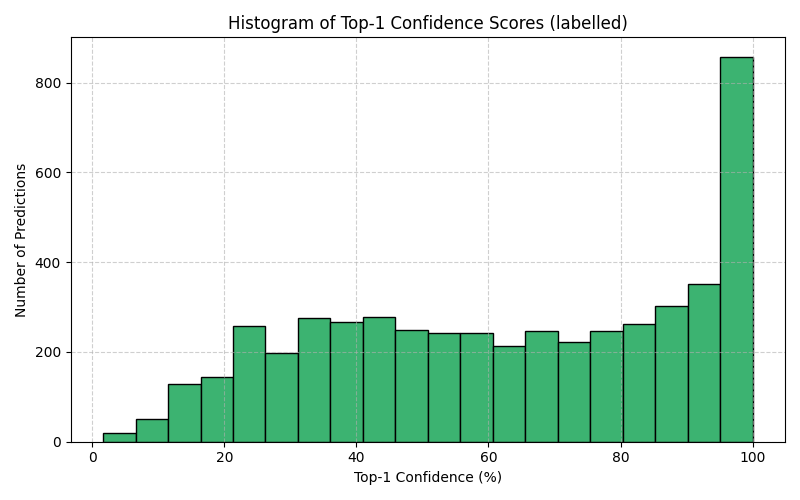 Histogram of Top-1 Confidence Scores (labelled)
Number of Predictions
800
600
400
200
0
0 20 40 60 80 100
Top-1 Confidence (%)